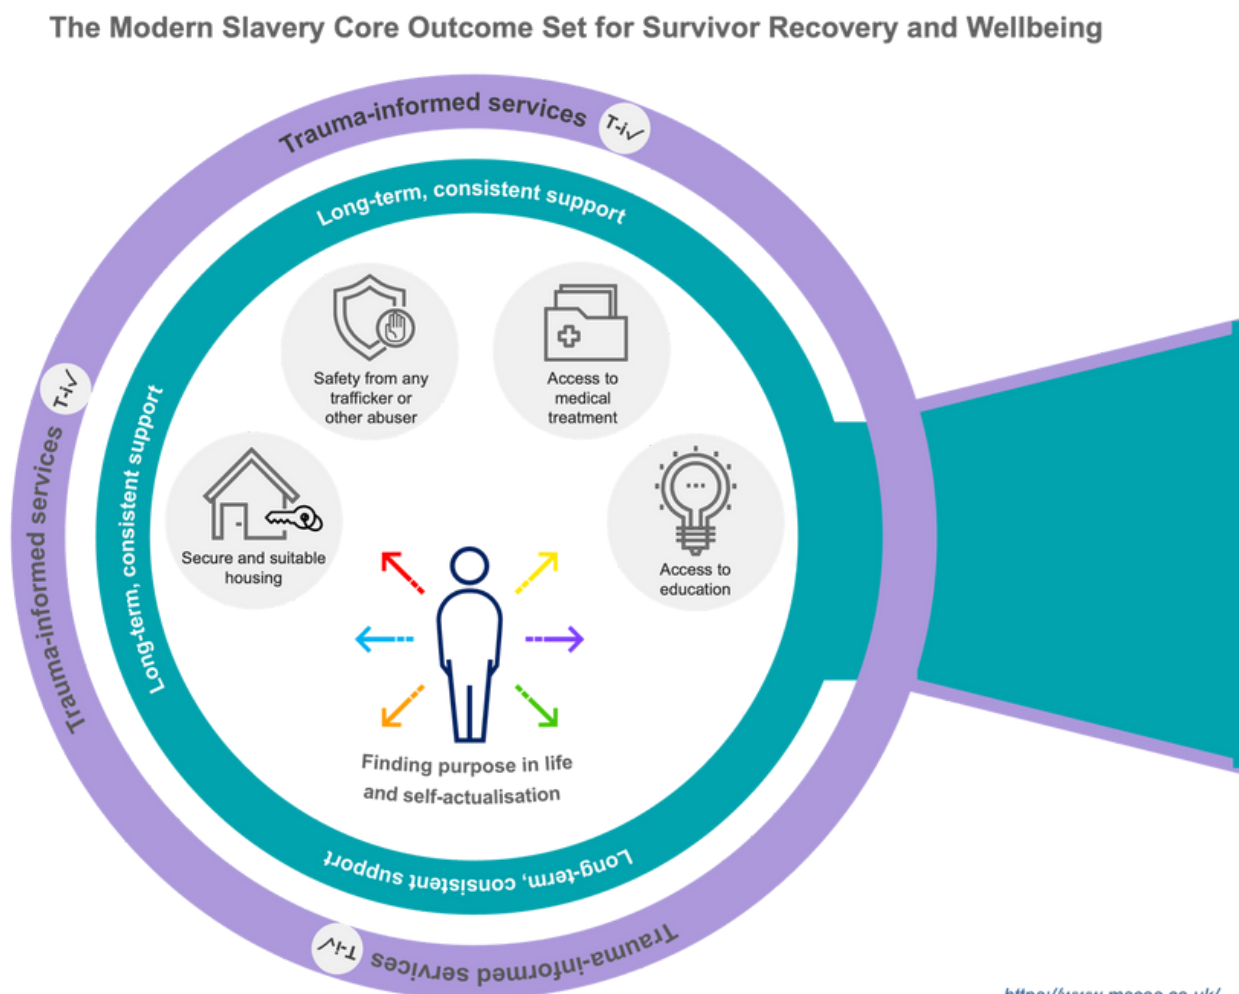 The Modern Slavery Core Outcome Set for Survivor Recovery and Wellbeing
Trauma-informed services
T-i✓
Long-term, consistent support
Safety from any
trafficker or
other abuser
Access to
medical
treatment
T-i✓
Trauma-informed services
Long-term, consistent support
Secure and suitable
housing
Access to
education
Finding purpose in life
and self-actualisation
Long-term, consistent support
T-i✓
Trauma-informed services